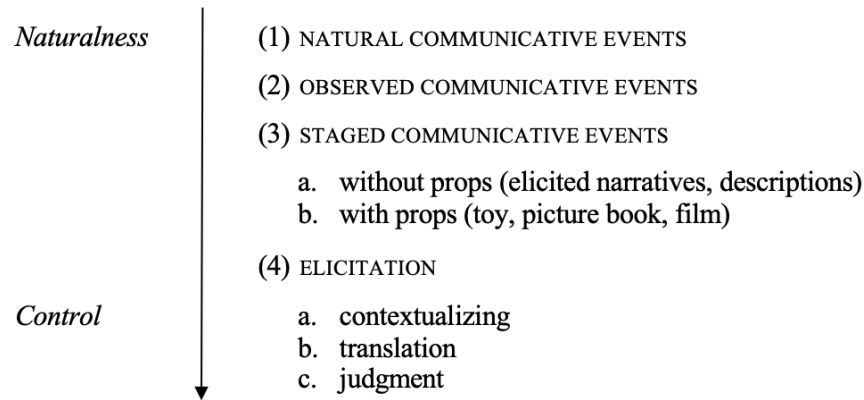 Naturalness
(1) NATURAL COMMUNICATIVE EVENTS
(2) OBSERVED COMMUNICATIVE EVENTS
(3) STAGED COMMUNICATIVE EVENTS
a. without props (elicited narratives, descriptions)
b. with props (toy, picture book, film)
(4) ELICITATION
Control
a. contextualizing
b. translation
c. judgment